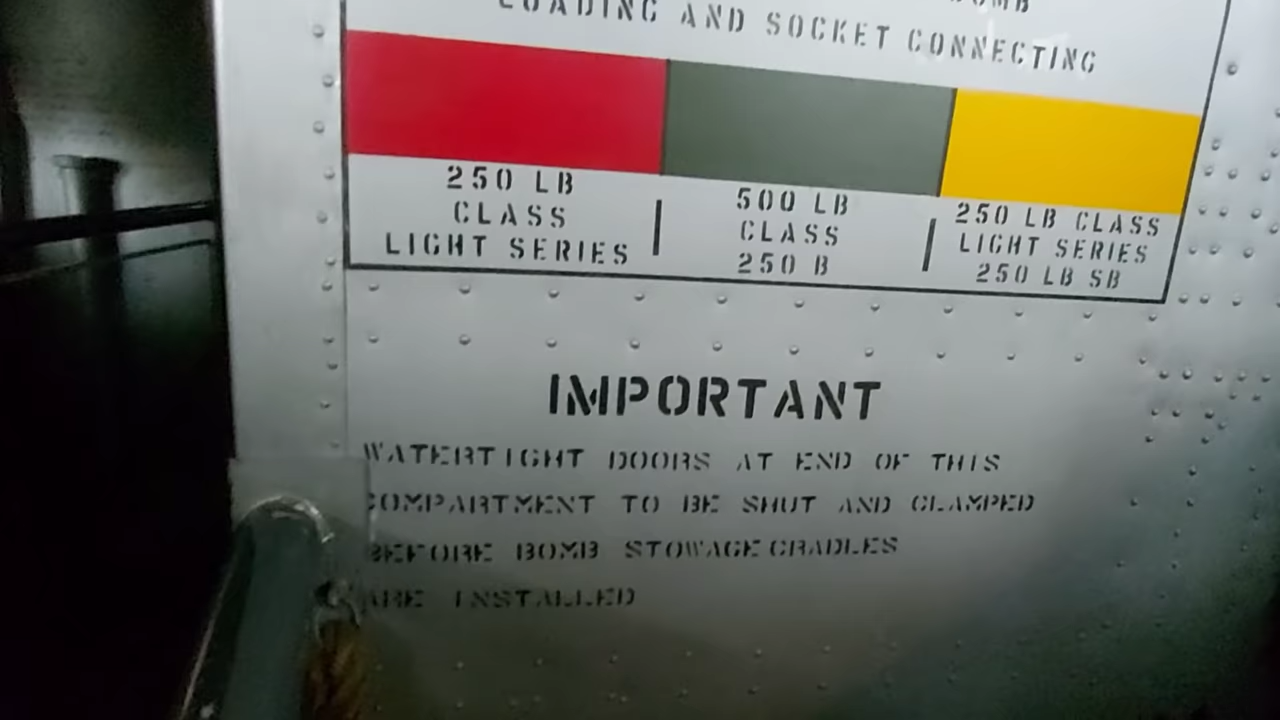 LOADING AND SOCKET CONNECTING
250 LB
CLASS
LIGHT SERIES
500 LB
CLASS
250 B
250 LB CLASS
LIGHT SERIES
250 LB SB
IMPORTANT
WATERTIGHT DOORS AT END OF THIS
COMPARTMENT TO BE SHUT AND CLAMPED
BEFORE BOMB STOWAGE CRADLES
ARE INSTALLED